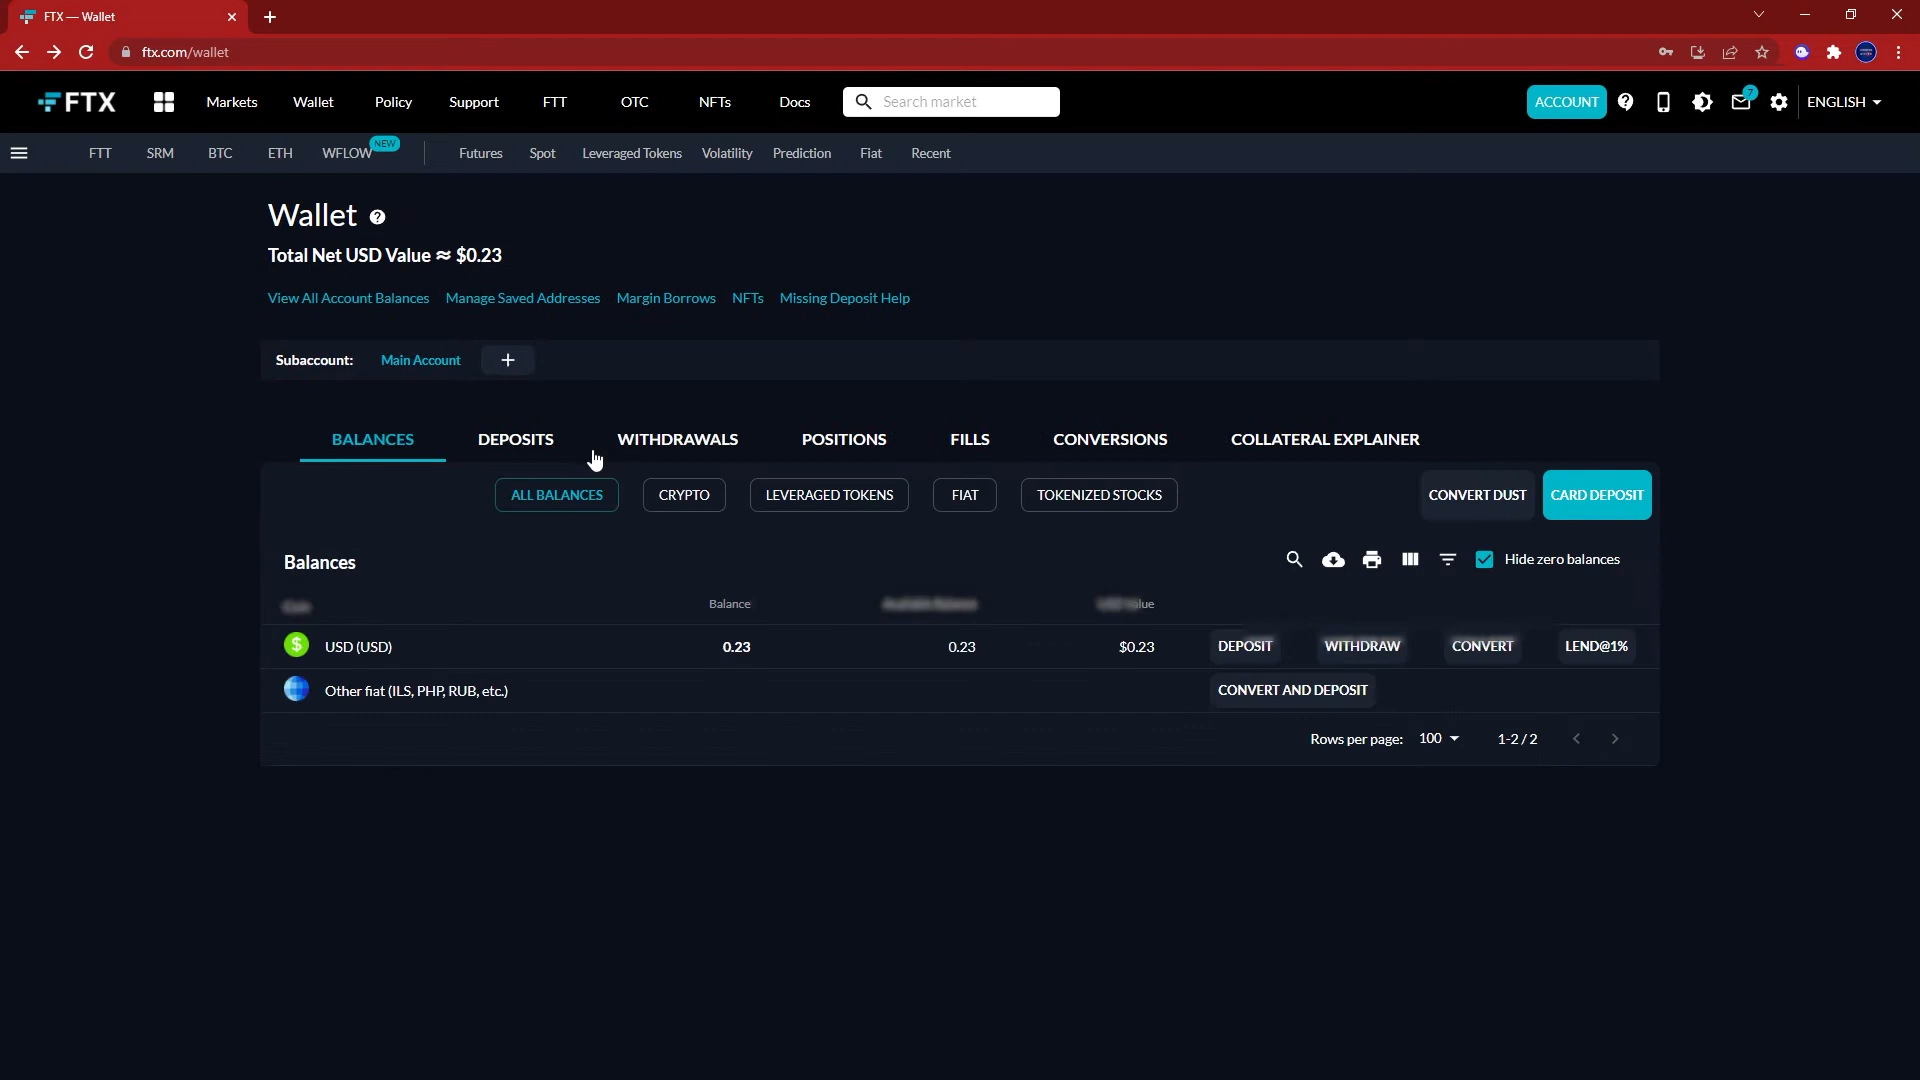 FTX — Wallet
ftx.com/wallet
FTX Markets Wallet Policy Support FTT OTC NFTs Docs Search market ACCOUNT 7 ENGLISH
FTT SRM BTC ETH WFLOW NEW Futures Spot Leveraged Tokens Volatility Prediction Fiat Recent
Wallet ?
Total Net USD Value ≈ $0.23
View All Account Balances Manage Saved Addresses Margin Borrows NFTs Missing Deposit Help
Subaccount: Main Account +
BALANCES DEPOSITS WITHDRAWALS POSITIONS FILLS CONVERSIONS COLLATERAL EXPLAINER
ALL BALANCES CRYPTO LEVERAGED TOKENS FIAT TOKENIZED STOCKS CONVERT DUST CARD DEPOSIT
Balances Hide zero balances
Balance
$ USD (USD) 0.23 0.23 $0.23 DEPOSIT WITHDRAW CONVERT LEND@1%
Other fiat (ILS, PHP, RUB, etc.) CONVERT AND DEPOSIT
Rows per page: 100 1-2 / 2